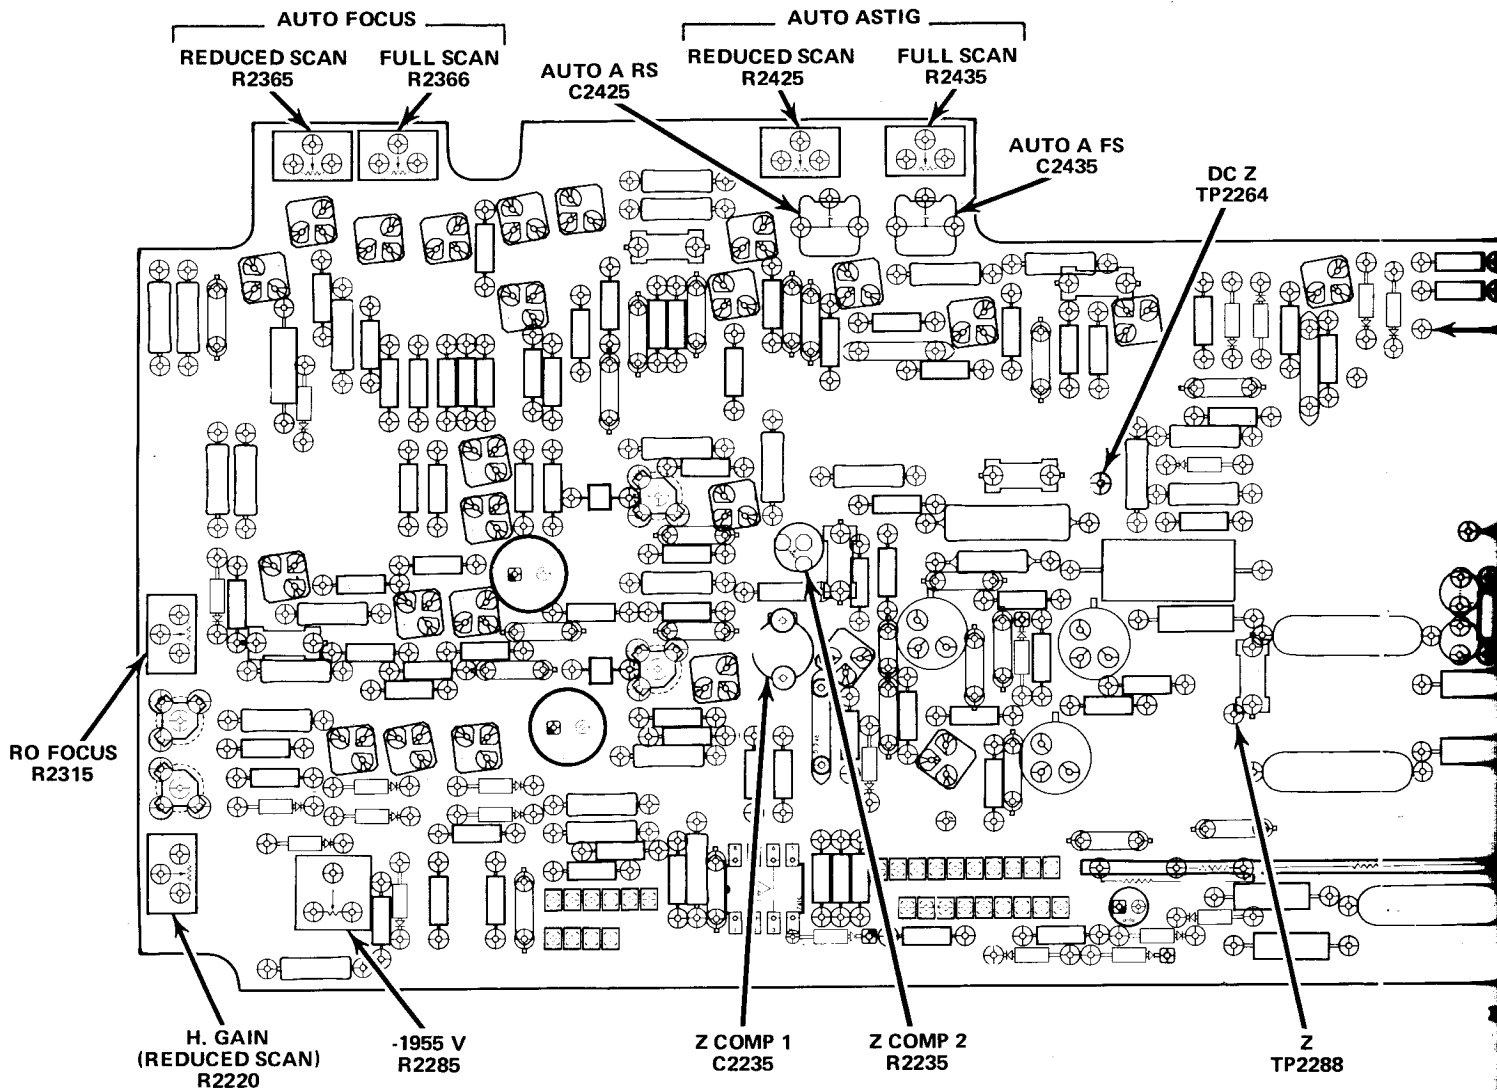 AUTO FOCUS
REDUCED SCAN
R2365
FULL SCAN
R2366
AUTO A RS
C2425
AUTO ASTIG
REDUCED SCAN
R2425
FULL SCAN
R2435
AUTO A FS
C2435
DC Z
TP2264
RO FOCUS
R2315
H. GAIN
(REDUCED SCAN)
R2220
-1955 V
R2285
Z COMP 1
C2235
Z COMP 2
R2235
Z
TP2288